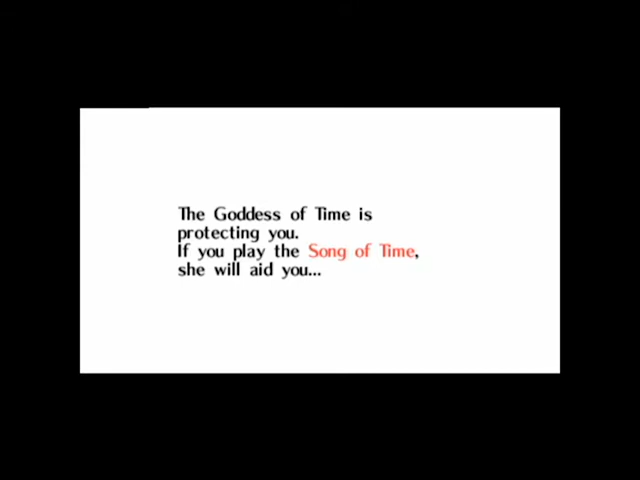 The Goddess of Time is
protecting you.
If you play the Song of Time,
she will aid you...